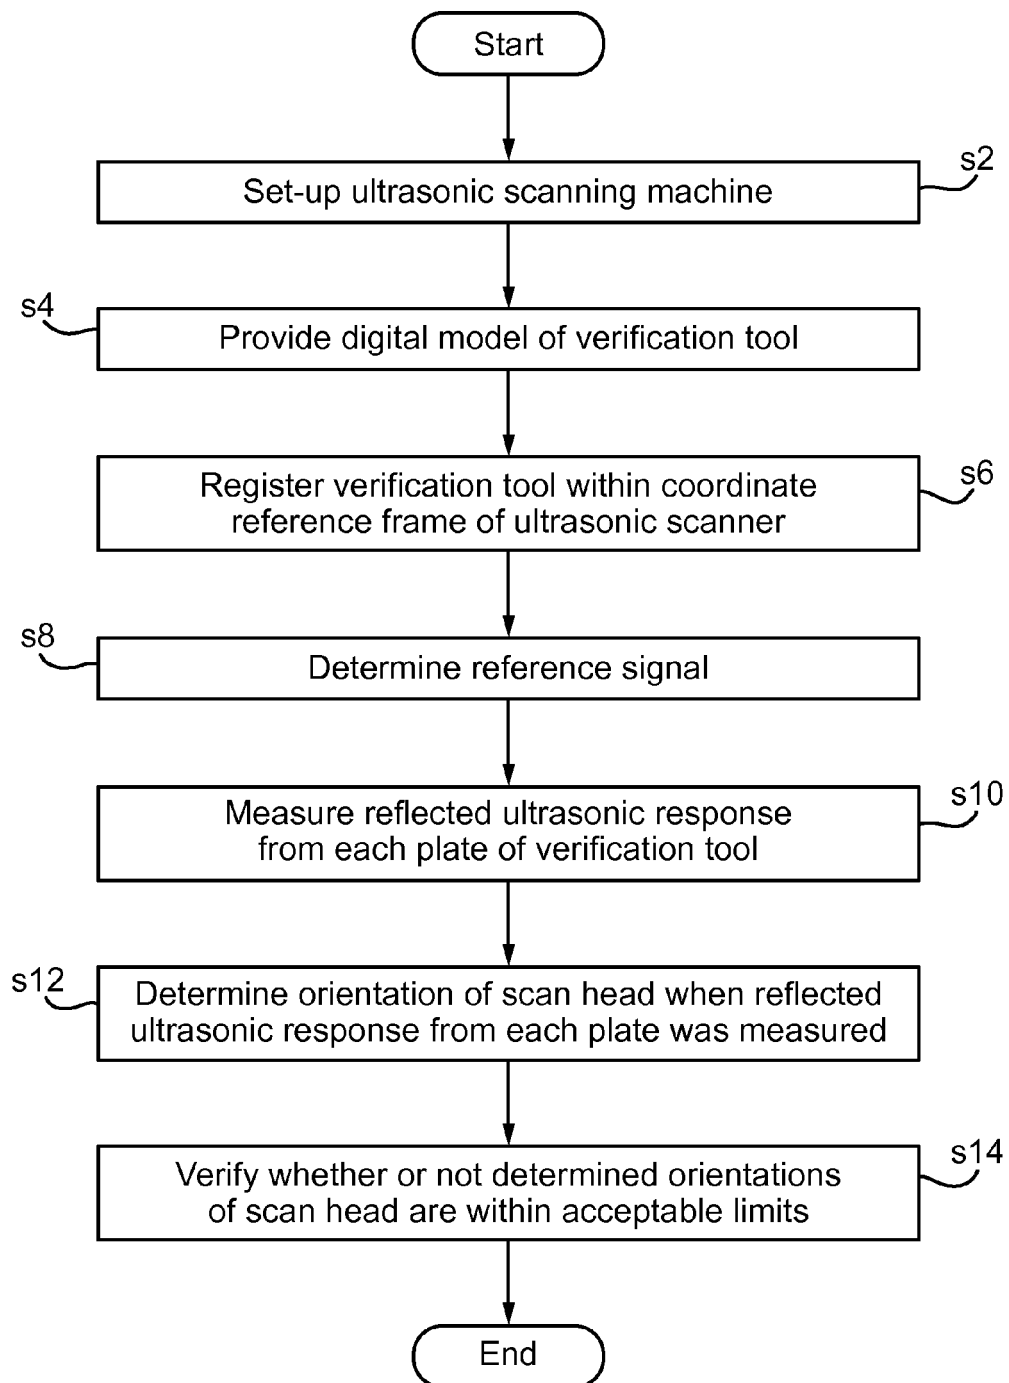 Start
s2
Set-up ultrasonic scanning machine
s4
Provide digital model of verification tool
s6
Register verification tool within coordinate
reference frame of ultrasonic scanner
s8
Determine reference signal
s10
Measure reflected ultrasonic response
from each plate of verification tool
s12
Determine orientation of scan head when reflected
ultrasonic response from each plate was measured
s14
Verify whether or not determined orientations
of scan head are within acceptable limits
End